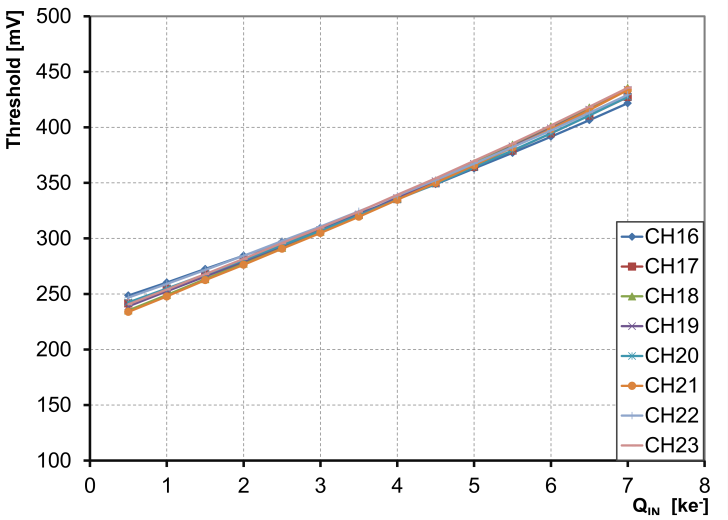 Threshold [mV]
500
450
400
350
300
250
200
150
100
CH16
CH17
CH18
CH19
CH20
CH21
CH22
CH23
0 1 2 3 4 5 6 7 8
Q_IN [ke⁻]